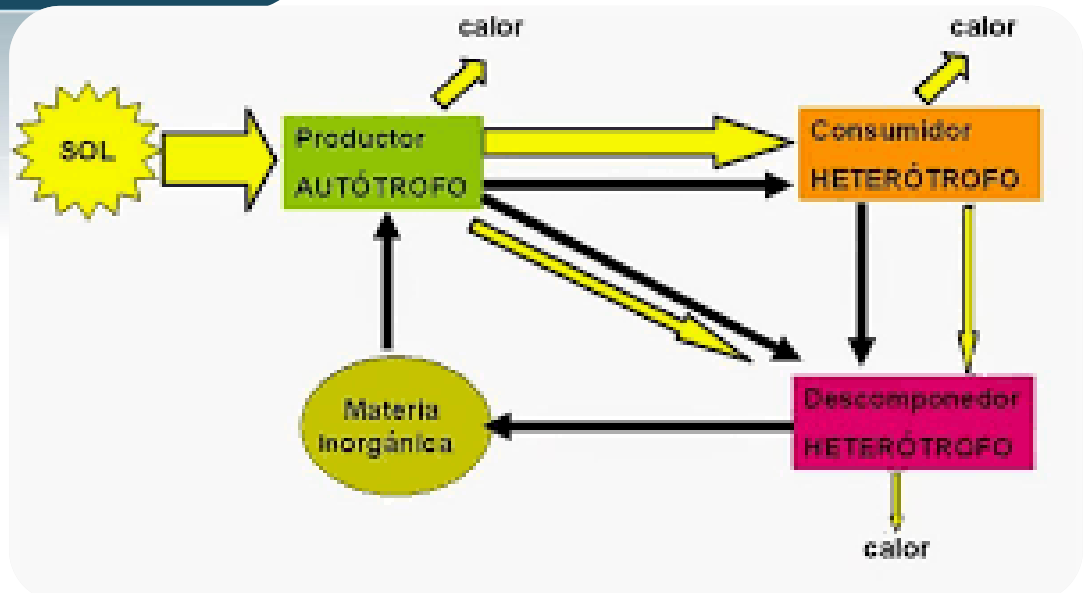 calor
calor
SOL
Productor
AUTÓTROFO
Consumidor
HETERÓTROFO
Materia
inorgánica
Descomponedor
HETERÓTROFO
calor